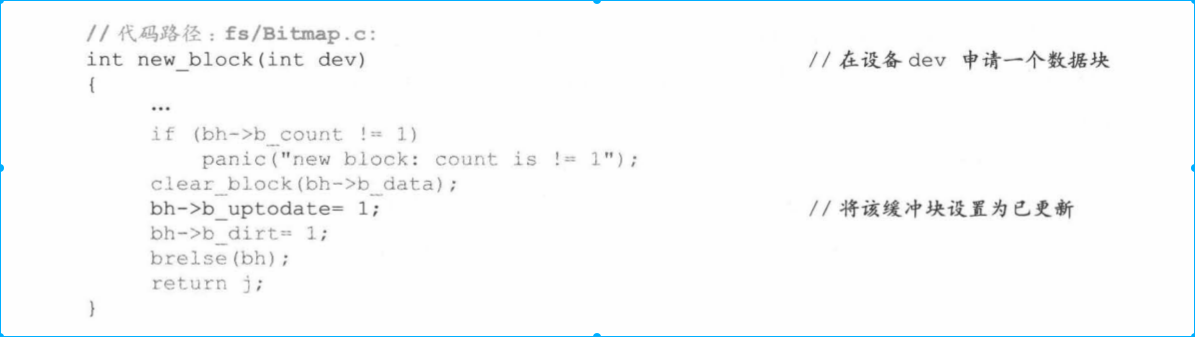 // 代码路径：fs/Bitmap.c:
int new_block(int dev) // 在设备 dev 申请一个数据块
{
...
if (bh->b_count != 1)
panic("new block: count is != 1");
clear_block(bh->b_data);
bh->b_uptodate= 1; // 将该缓冲块设置为已更新
bh->b_dirt= 1;
brelse(bh);
return j;
}